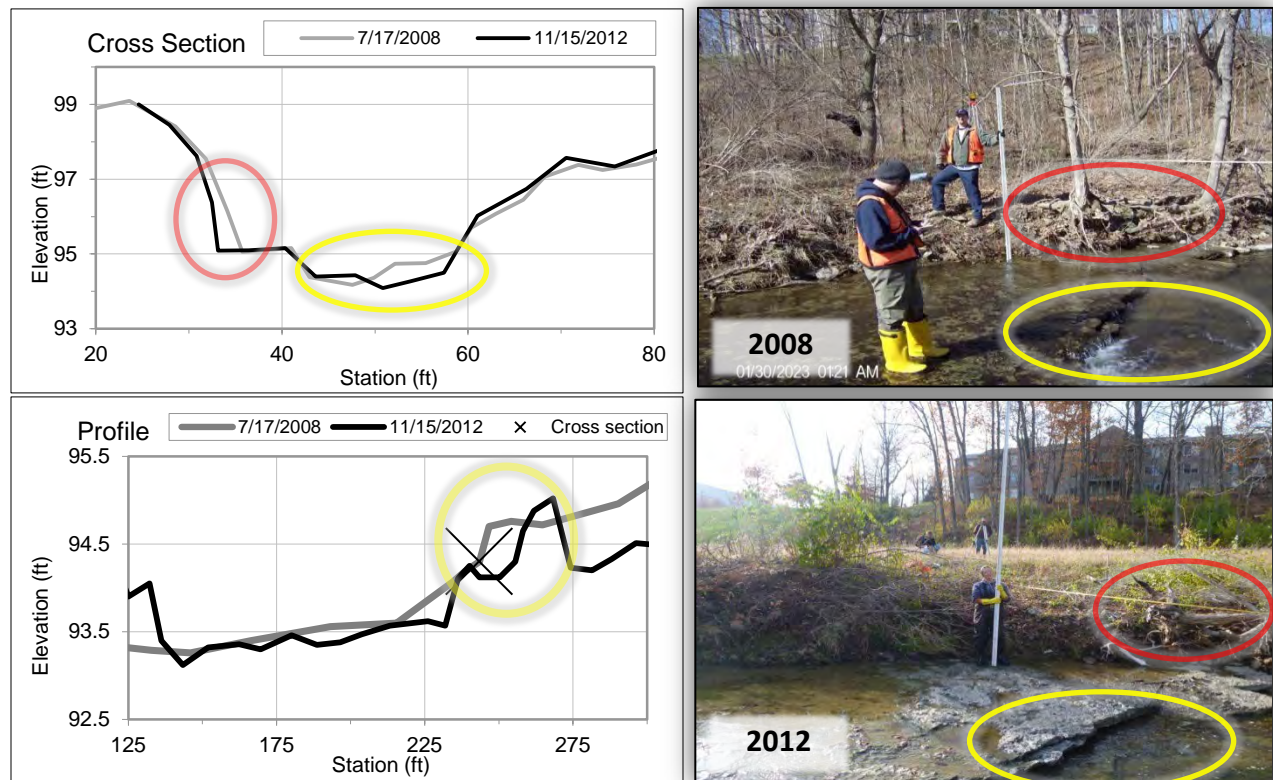 Cross Section
7/17/2008 11/15/2012
Elevation (ft)
99
97
95
93
20 40 60 80
Station (ft)
2008
01/30/2023 01:21 AM
Profile
7/17/2008 11/15/2012 × Cross section
Elevation (ft)
95.5
94.5
93.5
92.5
125 175 225 275
Station (ft)
2012